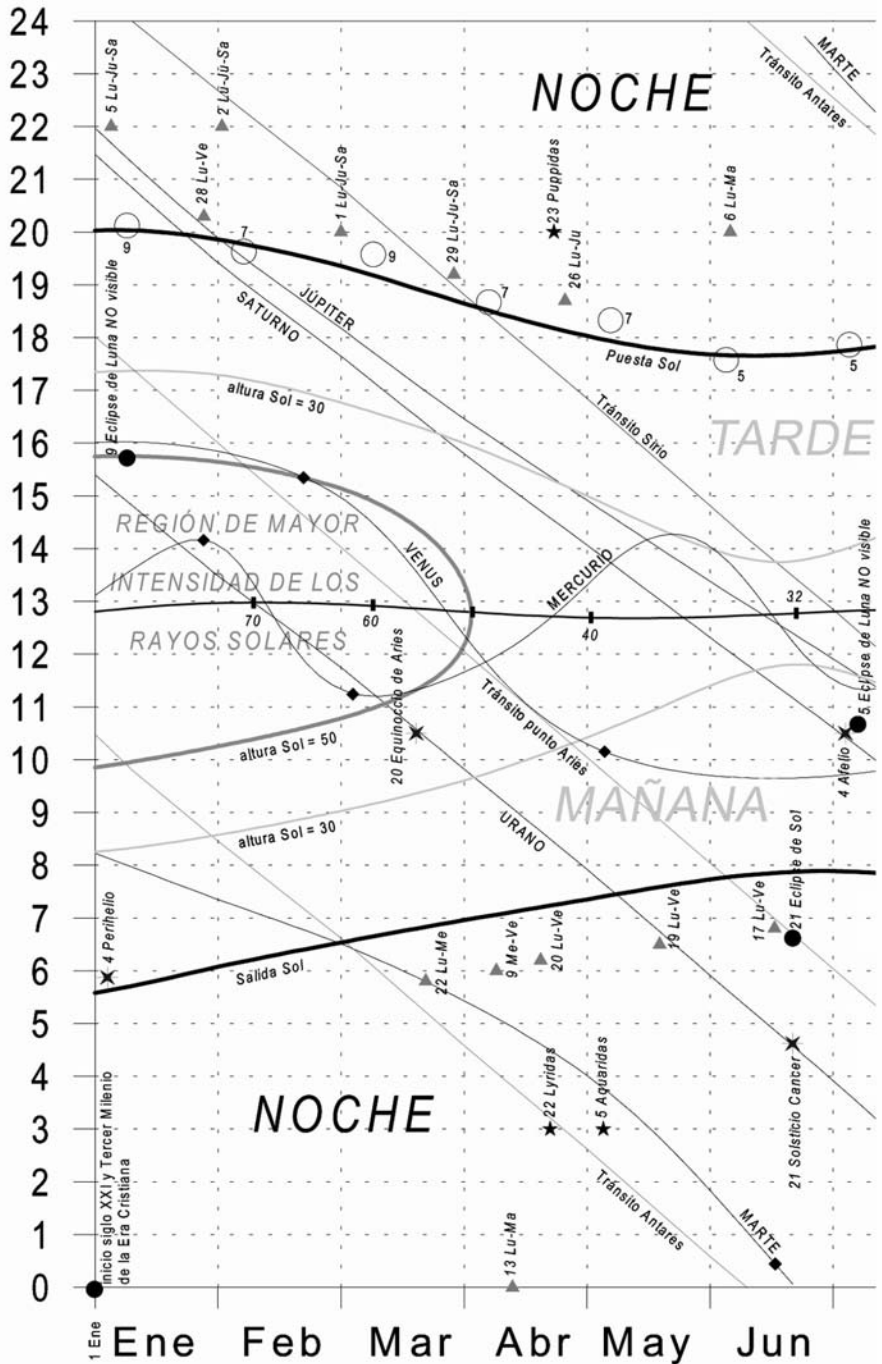 24
23
22
21
20
19
18
17
16
15
14
13
12
11
10
9
8
7
6
5
4
3
2
1
0
NOCHE
MARTE
Tránsito Antares
5 Lu-Ju-Sa
2 Lu-Ju-Sa
28 Lu-Ve
1 Lu-Ju-Sa
29 Lu-Ju-Sa
23 Puppidas
26 Lu-Ju
6 Lu-Ma
9
7
9
7
7
5
5
SATURNO
JÚPITER
Puesta Sol
9 Eclipse de Luna NO visible
altura Sol = 30
Tránsito Sirio
TARDE
REGIÓN DE MAYOR
INTENSIDAD DE LOS
RAYOS SOLARES
VENUS
MERCURIO
70
60
40
32
20 Equinoccio de Aries
Tránsito punto Aries
5 Eclipse de Luna NO visible
4 Afelio
altura Sol = 50
altura Sol = 30
MAÑANA
URANO
4 Perihelio
Salida Sol
22 Lu-Me
9 Me-Ve
20 Lu-Ve
19 Lu-Ve
17 Lu-Ve
21 Eclipse de Sol
NOCHE
22 Lyridas
5 Aquaridas
21 Solsticio Cancer
Inicio siglo XXI y Tercer Milenio
de la Era Cristiana
13 Lu-Ma
Tránsito Antares
MARTE
1 Ene
Ene Feb Mar Abr May Jun